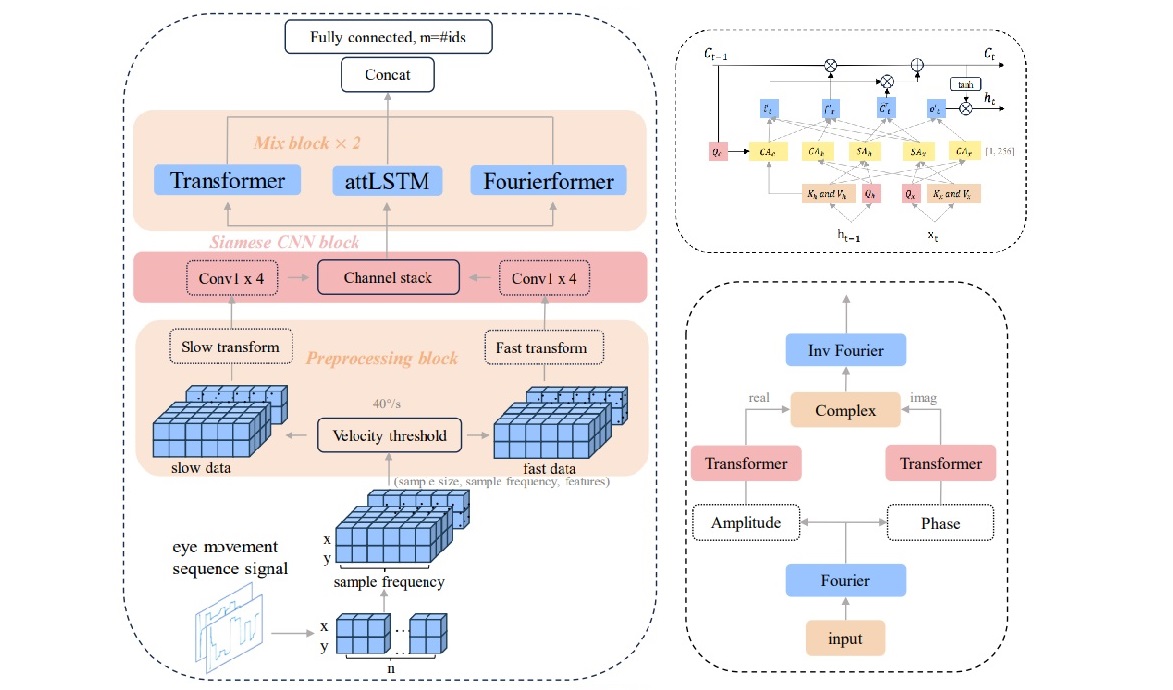 Fully connected, m=#ids
Concat
Mix block × 2
Transformer
attLSTM
Fourierformer
Siamese CNN block
Conv1 x 4
Channel stack
Conv1 x 4
Slow transform
Preprocessing block
Fast transform
40°/s
Velocity threshold
slow data
fast data
(sample size, sample frequency, features)
x
y
sample frequency
eye movement
sequence signal
x
y
...
n
C_{t-1}
C_t
tanh
h_t
C'_t
o'_t
Q_c
CA_c
CA_h
SA_h
SA_x
CA_x
[1, 256]
K_h and V_h
Q_h
Q_x
K_x and V_x
h_{t-1}
x_t
Inv Fourier
real
imag
Complex
Transformer
Transformer
Amplitude
Phase
Fourier
input